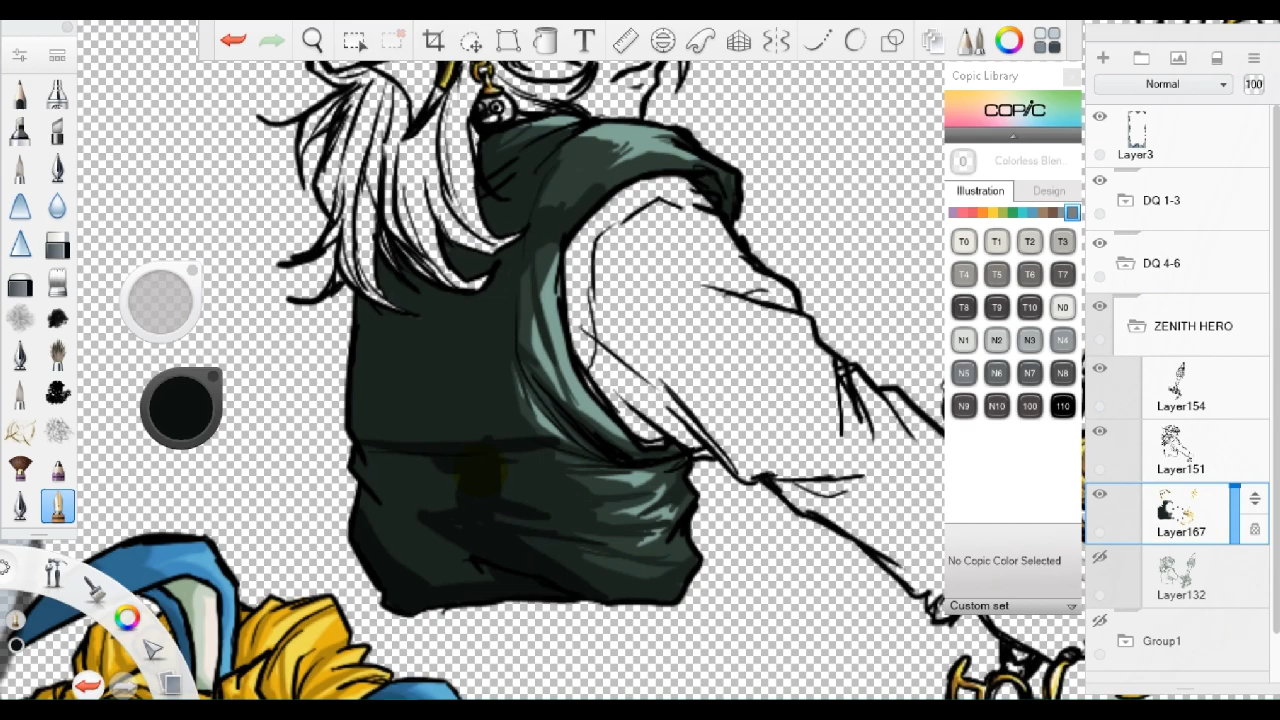 Copic Library
COPIC
0 Colorless Blen...
Illustration Design
T0 T1 T2 T3
T4 T5 T6 T7
T8 T9 T10 N0
N1 N2 N3 N4
N5 N6 N7 N8
N9 N10 100 110
No Copic Color Selected
Custom set
Normal 100
Layer3
DQ 1-3
DQ 4-6
ZENITH HERO
Layer154
Layer151
Layer167
Layer132
Group1